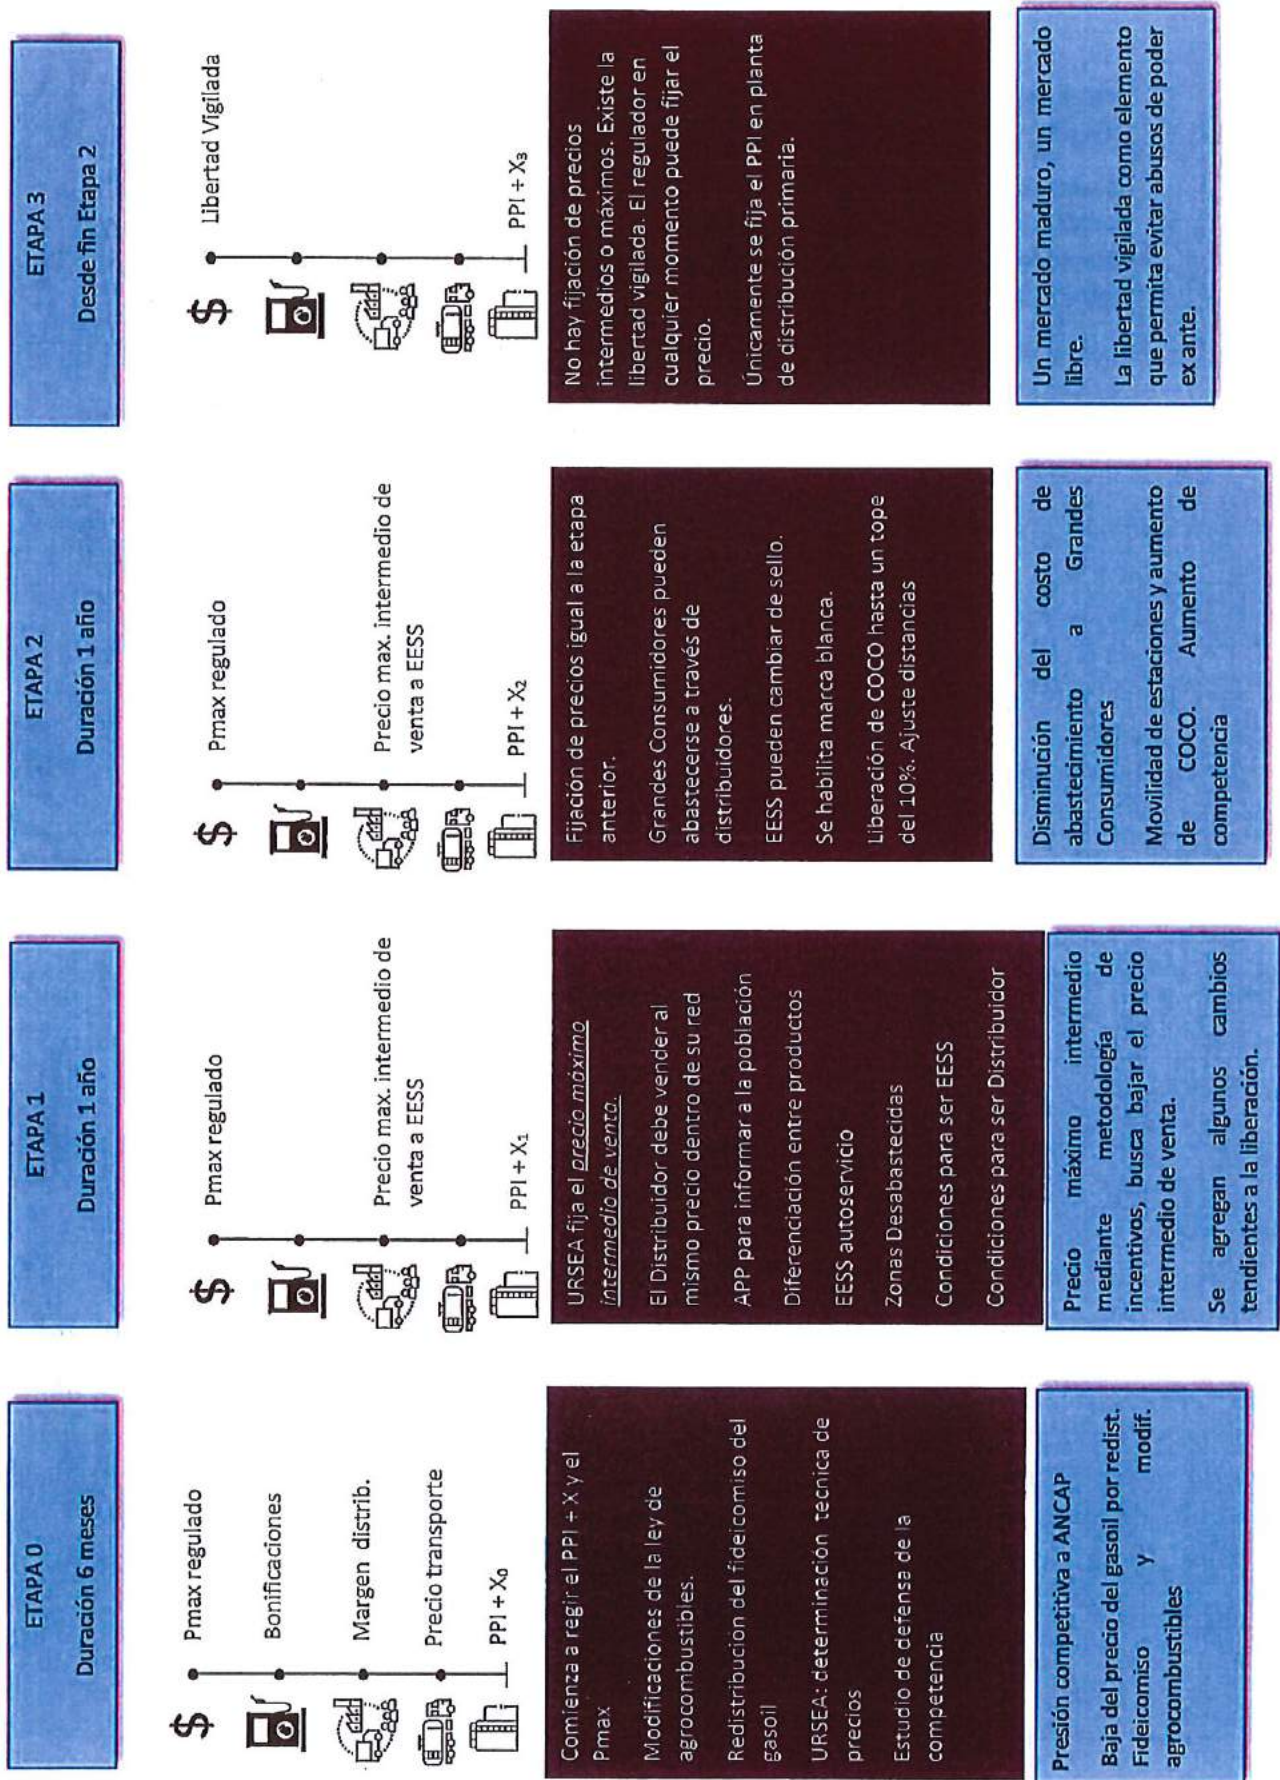 ETAPA 0
Duración 6 meses
$
Pmax regulado
Bonificaciones
Margen distrib.
Precio transporte
PPI + X₀
Comienza a regir el PPI + X y el
Pmax
Modificaciones de la ley de
agrocombustibles.
Redistribucion del fideicomiso del
gasoil
URSEA: determinacion tecnica de
precios
Estudio de defensa de la
competencia
Presión competitiva a ANCAP
Baja del precio del gasoil por redist.
Fideicomiso y modif.
agrocombustibles
ETAPA 1
Duración 1 año
$
Pmax regulado
Precio max. intermedio de
venta a EESS
PPI + X₁
URSEA fija el precio máximo
intermedio de venta.
El Distribuidor debe vender al
mismo precio dentro de su red
APP para informar a la población
Diferenciación entre productos
EESS autoservicio
Zonas Desabastecidas
Condiciones para ser EESS
Condiciones para ser Distribuidor
Precio máximo intermedio
mediante metodología de
incentivos, busca bajar el precio
intermedio de venta.
Se agregan algunos cambios
tendientes a la liberación.
ETAPA 2
Duración 1 año
$
Pmax regulado
Precio max. intermedio de
venta a EESS
PPI + X₂
Fijación de precios igual a la etapa
anterior.
Grandes Consumidores pueden
abastecerse a través de
distribuidores.
EESS pueden cambiar de sello.
Se habilita marca blanca.
Liberación de COCO hasta un tope
del 10%. Ajuste distancias
Disminución del costo de
abastecimiento a Grandes
Consumidores
Movilidad de estaciones y aumento
de COCO. Aumento de
competencia
ETAPA 3
Desde fin Etapa 2
$
Libertad Vigilada
PPI + X₃
No hay fijación de precios
intermedios o máximos. Existe la
libertad vigilada. El regulador en
cualquier momento puede fijar el
precio.
Únicamente se fija el PPI en planta
de distribución primaria.
Un mercado maduro, un mercado
libre.
La libertad vigilada como elemento
que permita evitar abusos de poder
ex ante.